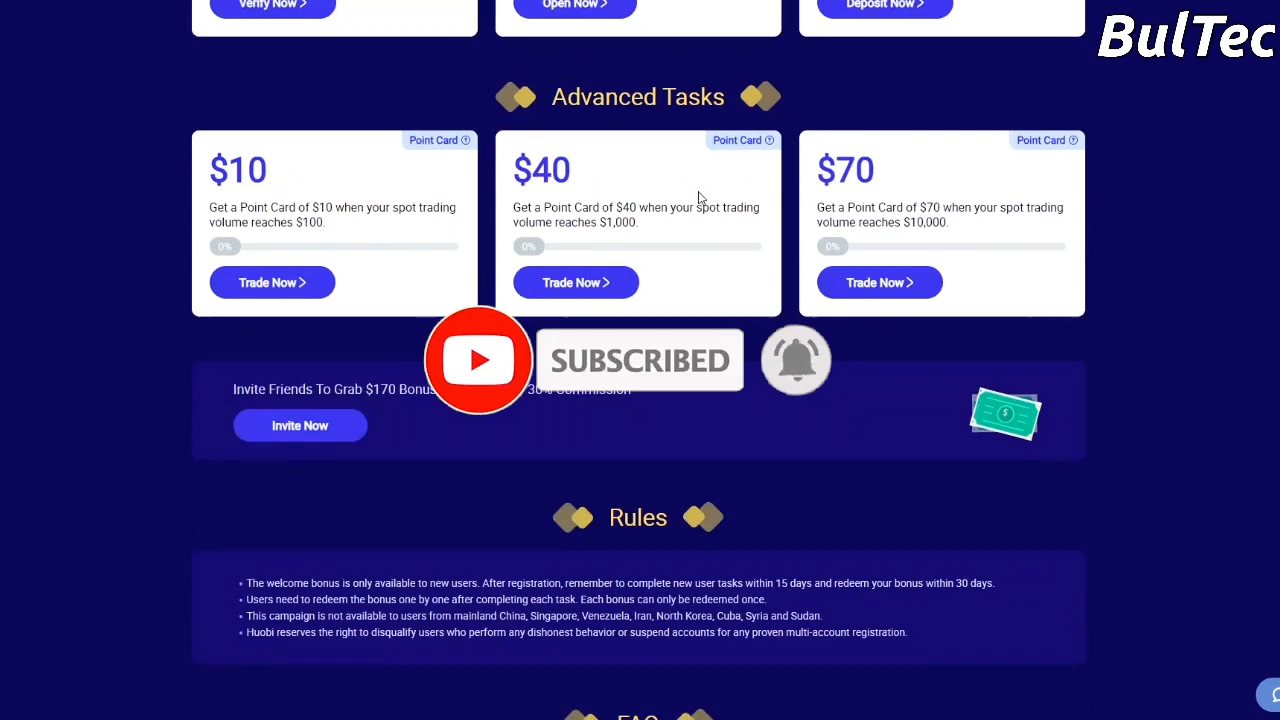 BulTec
Verify Now >
Open Now >
Deposit Now >
Advanced Tasks
Point Card
$10
Get a Point Card of $10 when your spot trading
volume reaches $100.
0%
Trade Now >
Point Card
$40
Get a Point Card of $40 when your spot trading
volume reaches $1,000.
0%
Trade Now >
Point Card
$70
Get a Point Card of $70 when your spot trading
volume reaches $10,000.
0%
Trade Now >
SUBSCRIBED
Invite Friends To Grab $170 Bonus 30% Commission
Invite Now
$
Rules
• The welcome bonus is only available to new users. After registration, remember to complete new user tasks within 15 days and redeem your bonus within 30 days.
• Users need to redeem the bonus one by one after completing each task. Each bonus can only be redeemed once.
• This campaign is not available to users from mainland China, Singapore, Venezuela, Iran, North Korea, Cuba, Syria and Sudan.
• Huobi reserves the right to disqualify users who perform any dishonest behavior or suspend accounts for any proven multi-account registration.
FAQ